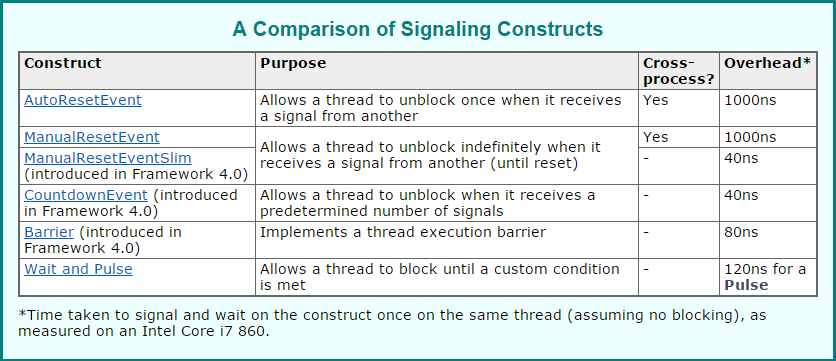 A Comparison of Signaling Constructs
Construct Purpose Cross-process? Overhead*
AutoResetEvent Allows a thread to unblock once when it receives a signal from another Yes 1000ns
ManualResetEvent Allows a thread to unblock indefinitely when it receives a signal from another (until reset) Yes 1000ns
ManualResetEventSlim (introduced in Framework 4.0) - 40ns
CountdownEvent (introduced in Framework 4.0) Allows a thread to unblock when it receives a predetermined number of signals - 40ns
Barrier (introduced in Framework 4.0) Implements a thread execution barrier - 80ns
Wait and Pulse Allows a thread to block until a custom condition is met - 120ns for a Pulse
*Time taken to signal and wait on the construct once on the same thread (assuming no blocking), as
measured on an Intel Core i7 860.